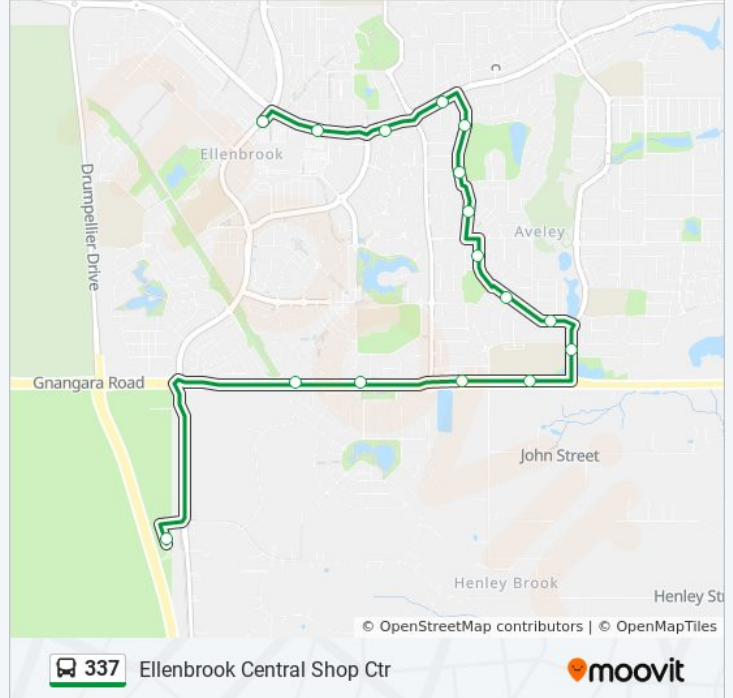 Ellenbrook
Drumpellier Drive
Aveley
Gnangara Road
John Street
Henley Brook
Henley Str
© OpenStreetMap contributors | © OpenMapTiles
337 Ellenbrook Central Shop Ctr
moovit